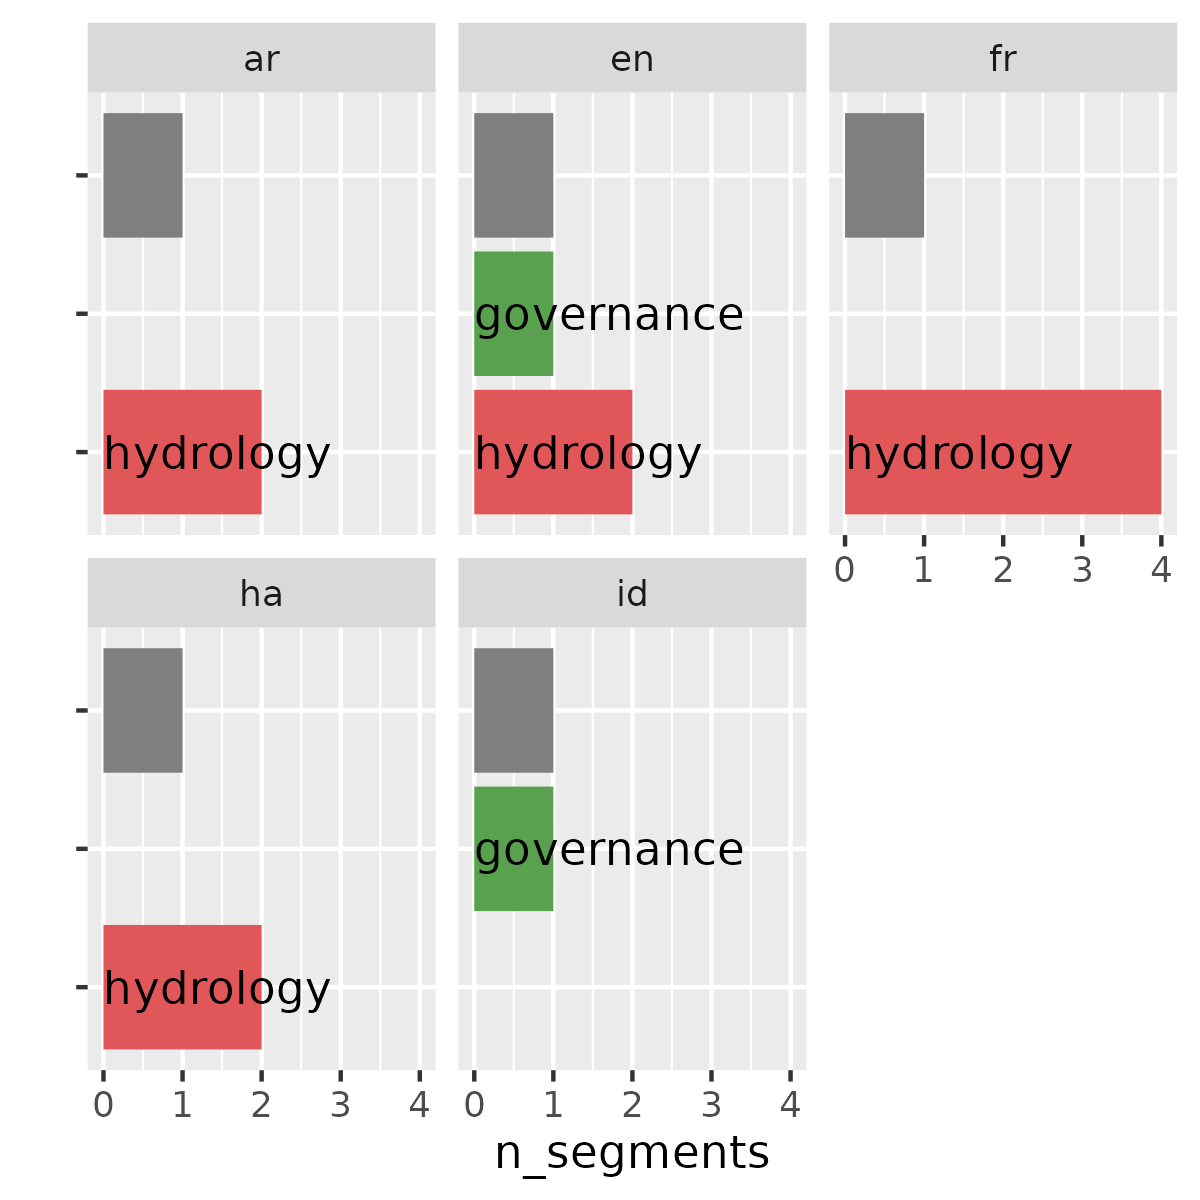 ar
en
fr
governance
hydrology
hydrology
hydrology
0 1 2 3 4
ha
id
governance
hydrology
0 1 2 3 4
0 1 2 3 4
n_segments